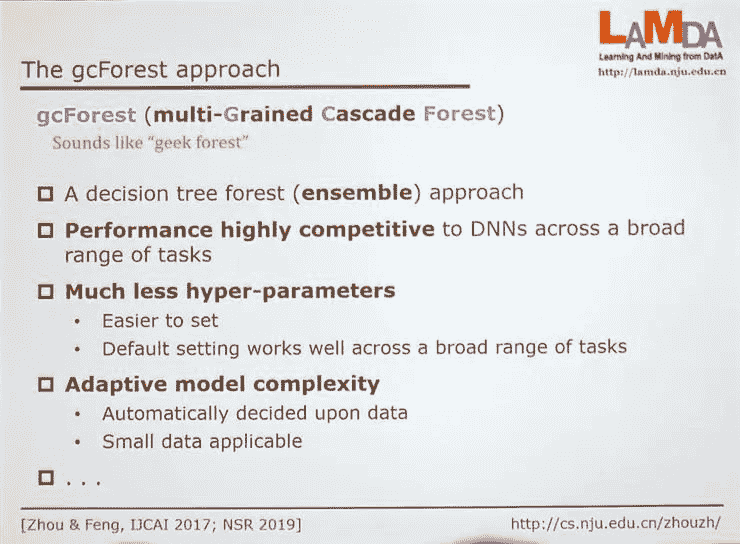 LAMDA
Learning And Mining from DatA
http://lamda.nju.edu.cn
The gcForest approach
gcForest (multi-Grained Cascade Forest)
Sounds like “geek forest”
A decision tree forest (ensemble) approach
Performance highly competitive to DNNs across a broad
range of tasks
Much less hyper-parameters
• Easier to set
• Default setting works well across a broad range of tasks
Adaptive model complexity
• Automatically decided upon data
• Small data applicable
. . .
[Zhou & Feng, IJCAI 2017; NSR 2019]
http://cs.nju.edu.cn/zhouzh/